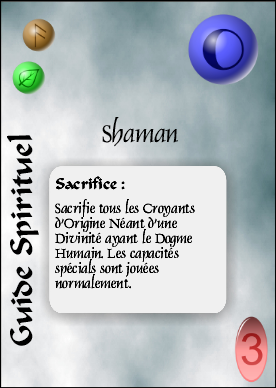 Shaman
Guide Spirituel
Sacrifice :
Sacrifie tous les Croyants
d'Origine Néant d'une
Divinité ayant le Dogme
Humain. Les capacités
spécials sont jouées
normalement.
3